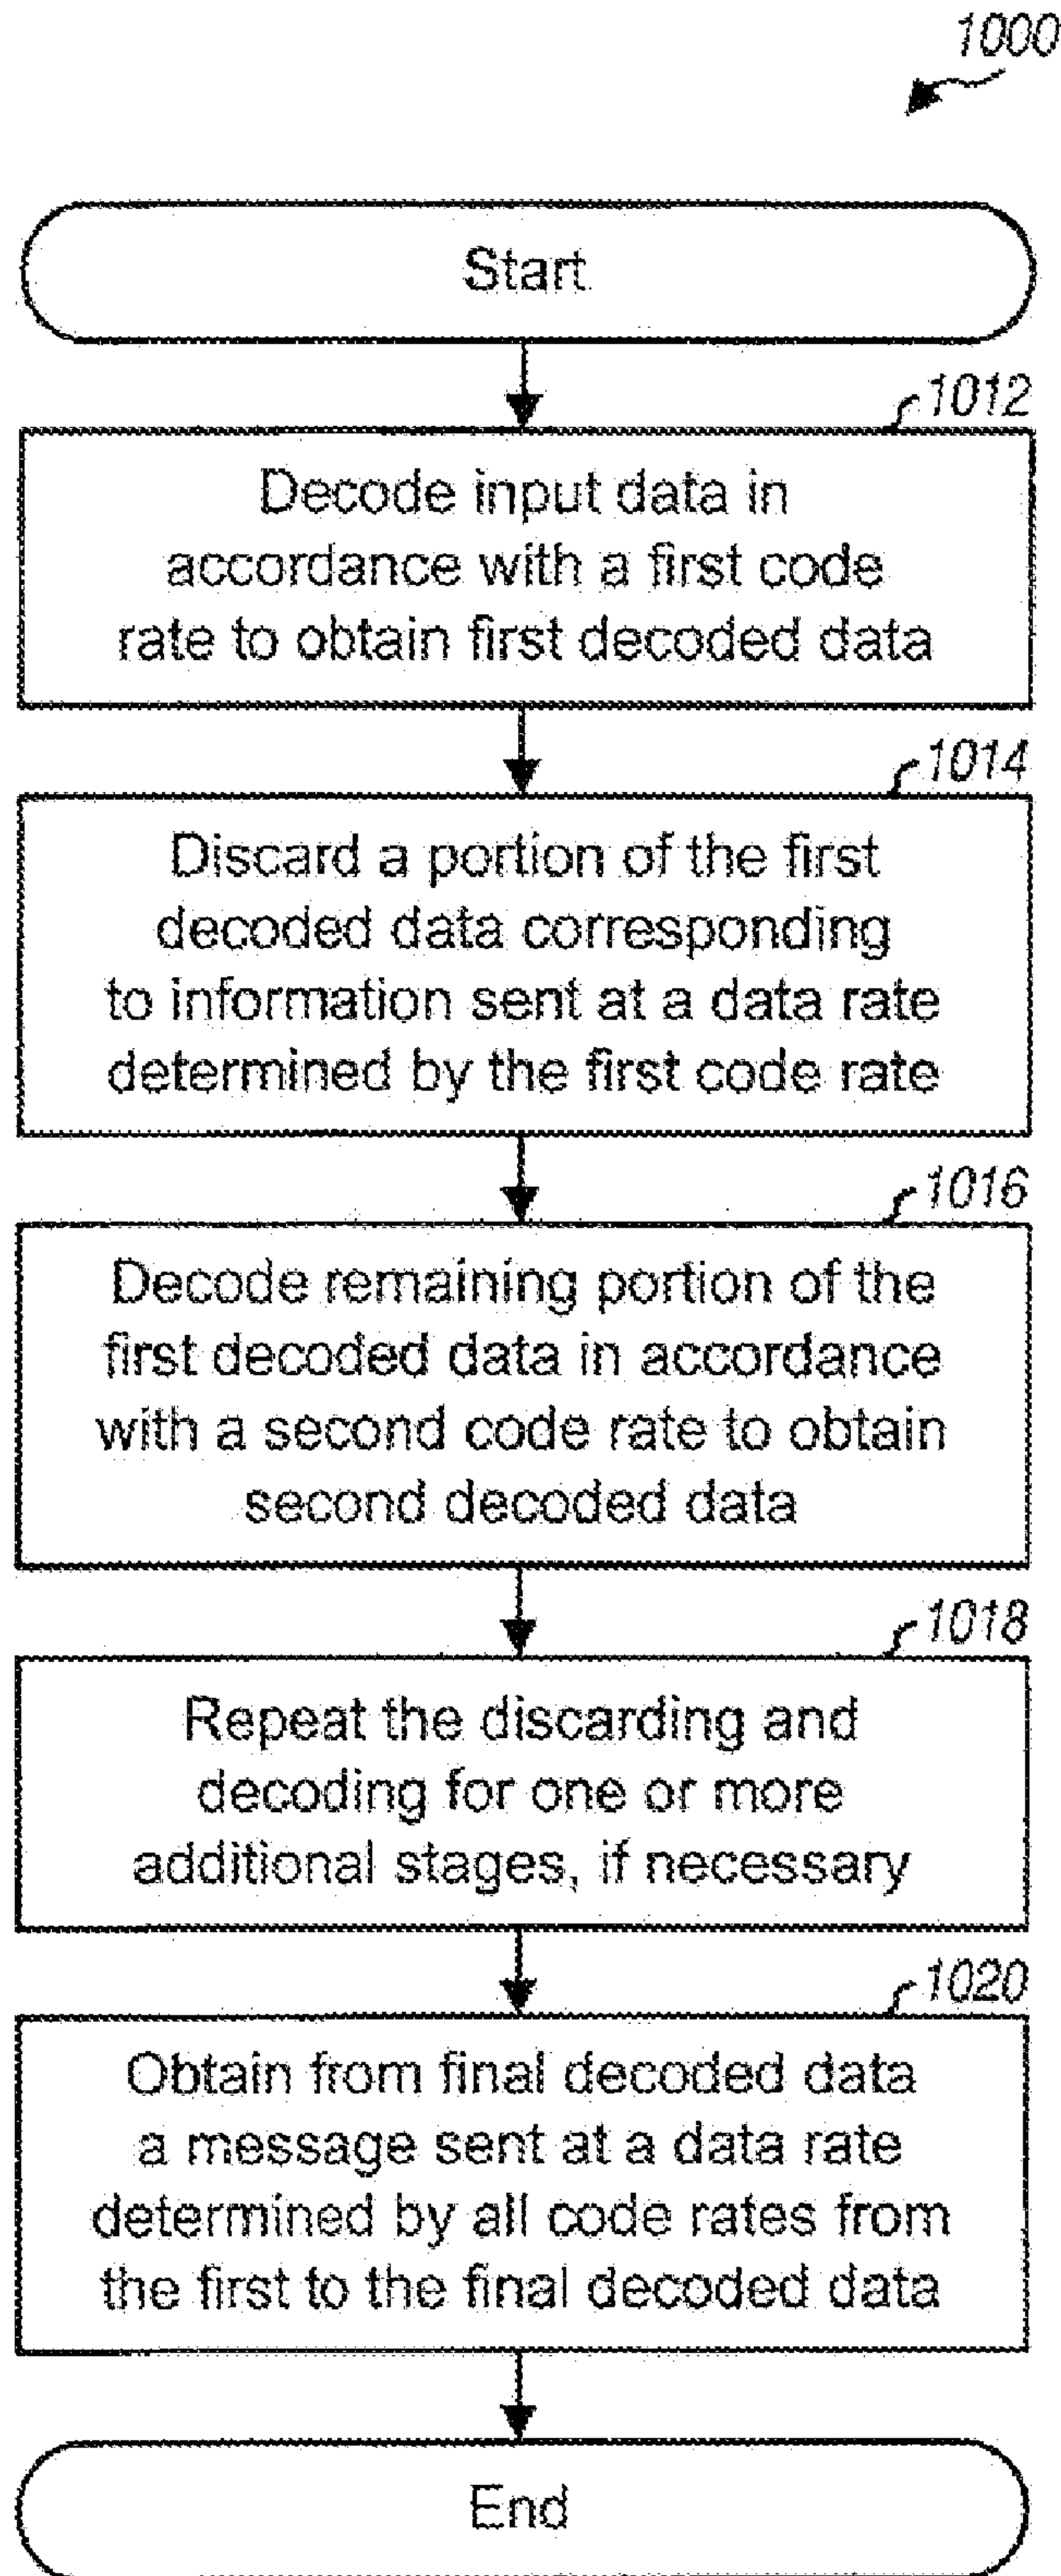 1000
Start
1012
Decode input data in
accordance with a first code
rate to obtain first decoded data
1014
Discard a portion of the first
decoded data corresponding
to information sent at a data rate
determined by the first code rate
1016
Decode remaining portion of the
first decoded data in accordance
with a second code rate to obtain
second decoded data
1018
Repeat the discarding and
decoding for one or more
additional stages, if necessary
1020
Obtain from final decoded data
a message sent at a data rate
determined by all code rates from
the first to the final decoded data
End